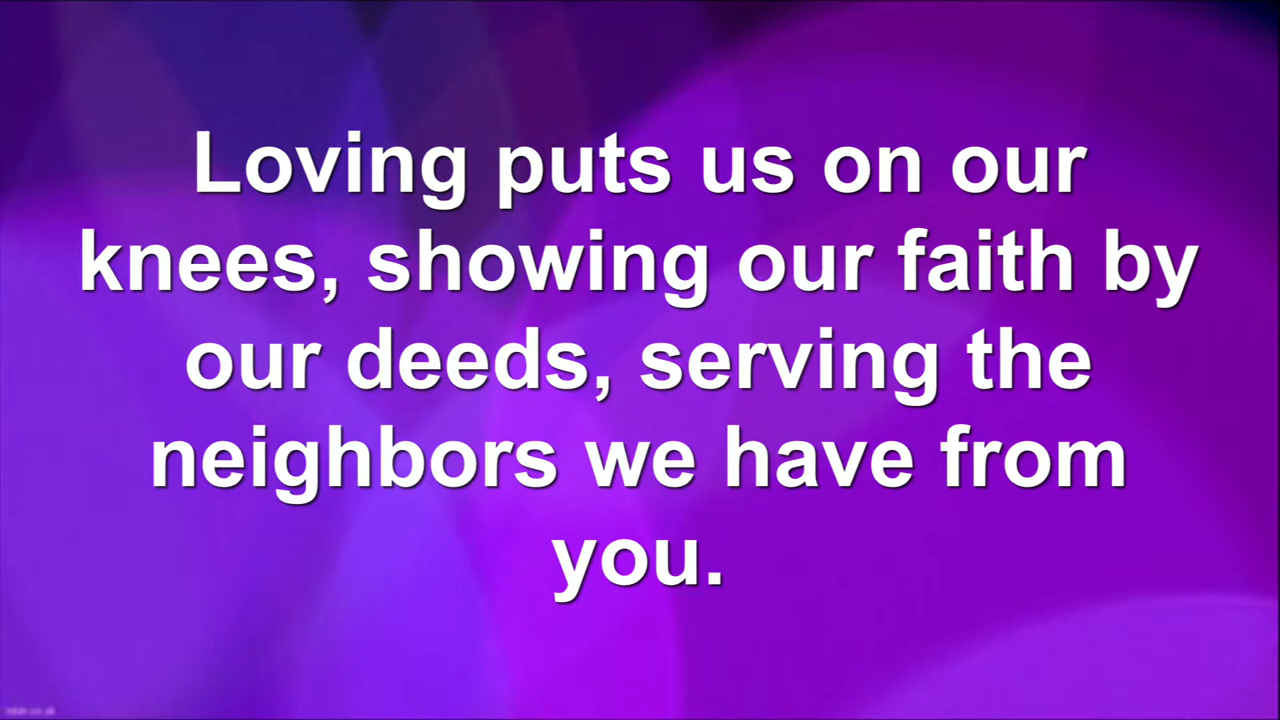 Loving puts us on our
knees, showing our faith by
our deeds, serving the
neighbors we have from
you.